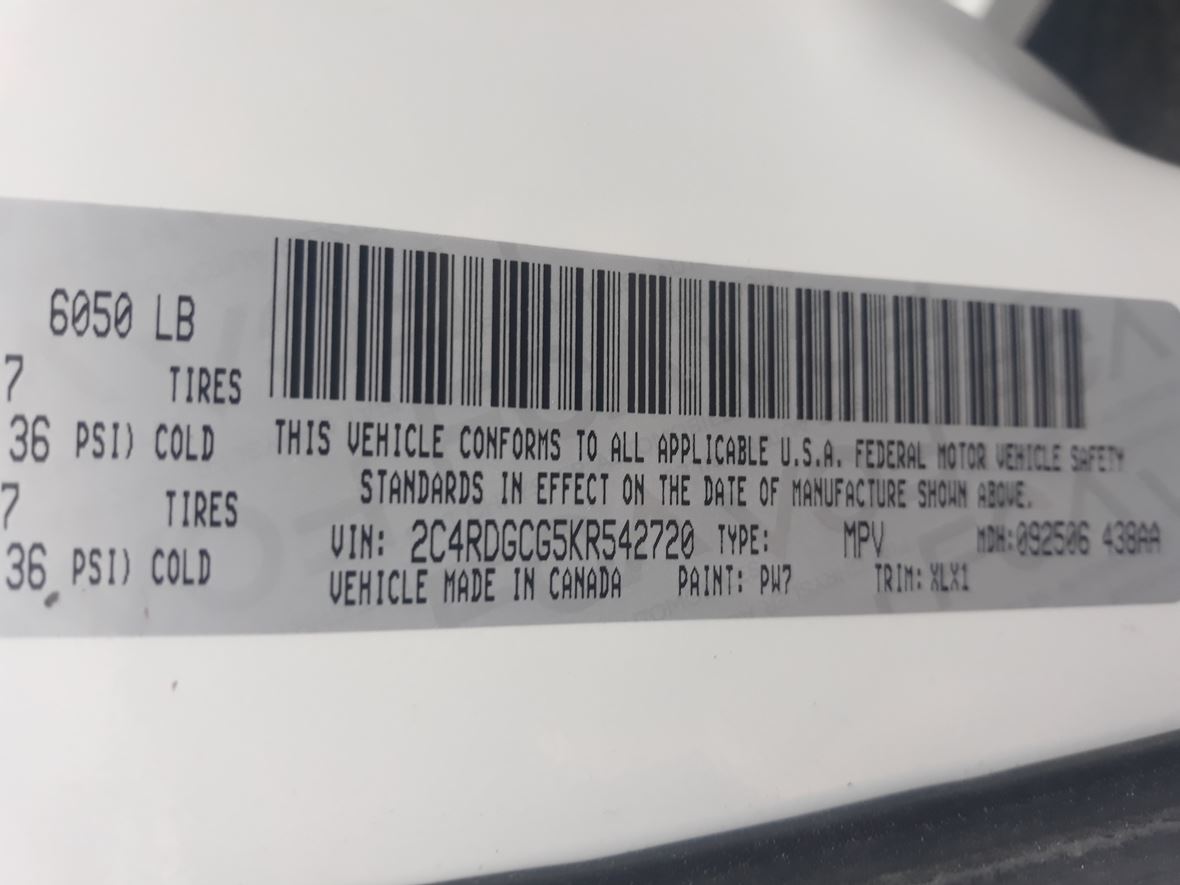 6050 LB
7 TIRES
36 PSI) COLD
7 TIRES
36 PSI) COLD
THIS VEHICLE CONFORMS TO ALL APPLICABLE U.S.A. FEDERAL MOTOR VEHICLE SAFETY
STANDARDS IN EFFECT ON THE DATE OF MANUFACTURE SHOWN ABOVE.
VIN: 2C4RDGCG5KR542720 TYPE: MPV MDH:092506 438AA
VEHICLE MADE IN CANADA PAINT: PW7 TRIM: XLX1